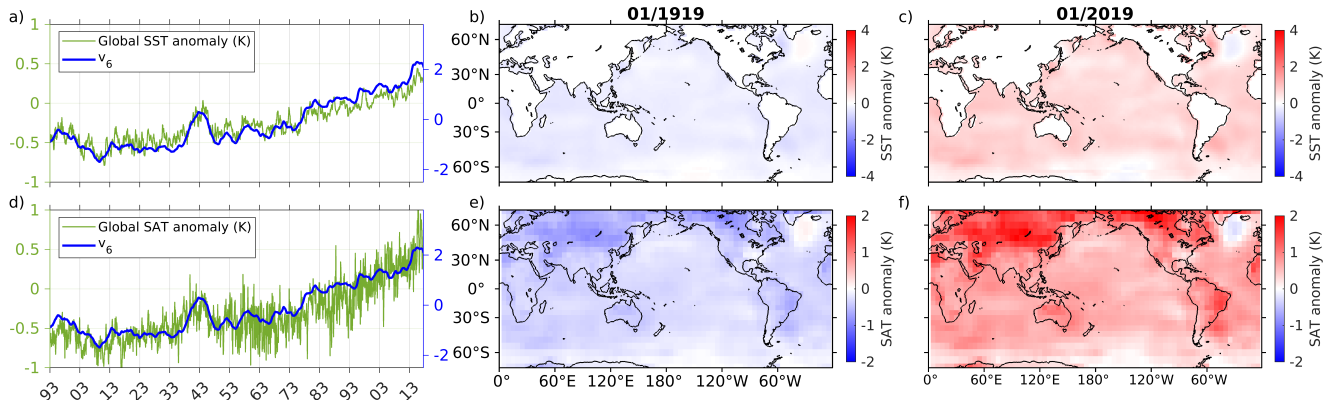 a)
1
0.5
0
-0.5
-1
Global SST anomaly (K)
v6
2
0
-2
b)
01/1919
60°N
30°N
0°
30°S
60°S
4
2
0
-2
-4
SST anomaly (K)
c)
01/2019
4
2
0
-2
-4
SST anomaly (K)
d)
1
0.5
0
-0.5
-1
Global SAT anomaly (K)
v6
2
0
-2
93 03 13 23 33 43 53 63 73 83 93 03 13
e)
60°N
30°N
0°
30°S
60°S
0° 60°E 120°E 180°E 120°W 60°W
2
1
0
-1
-2
SAT anomaly (K)
f)
0° 60°E 120°E 180°E 120°W 60°W
2
1
0
-1
-2
SAT anomaly (K)